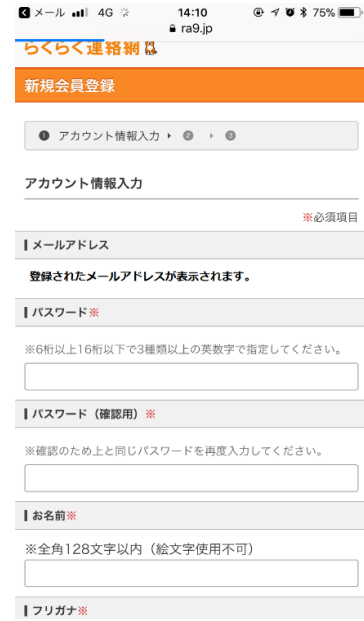 メール 4G 14:10 75%
ra9.jp
らくらく連絡網
新規会員登録
❶ アカウント情報入力 ▸ ❷ ▸ ❸
アカウント情報入力
※必須項目
メールアドレス
登録されたメールアドレスが表示されます。
パスワード※
※6桁以上16桁以下で3種類以上の英数字で指定してください。
パスワード（確認用）※
※確認のため上と同じパスワードを再度入力してください。
お名前※
※全角128文字以内（絵文字使用不可）
フリガナ※